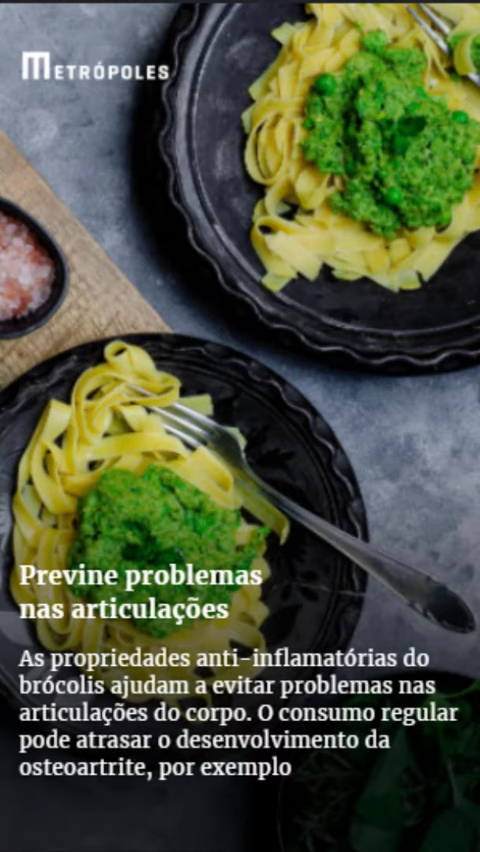 METRÓPOLES
Previne problemas
nas articulações
As propriedades anti-inflamatórias do
brócolis ajudam a evitar problemas nas
articulações do corpo. O consumo regular
pode atrasar o desenvolvimento da
osteoartrite, por exemplo